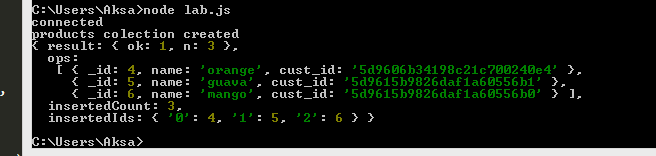 C:\Users\Aksa>node lab.js
connected
products colection created
{ result: { ok: 1, n: 3 },
ops:
[ { _id: 4, name: 'orange', cust_id: '5d9606b34198c21c700240e4' },
{ _id: 5, name: 'guava', cust_id: '5d9615b9826daf1a60556b1' },
{ _id: 6, name: 'mango', cust_id: '5d9615b9826daf1a60556b0' } ],
insertedCount: 3,
insertedIds: { '0': 4, '1': 5, '2': 6 } }
C:\Users\Aksa>